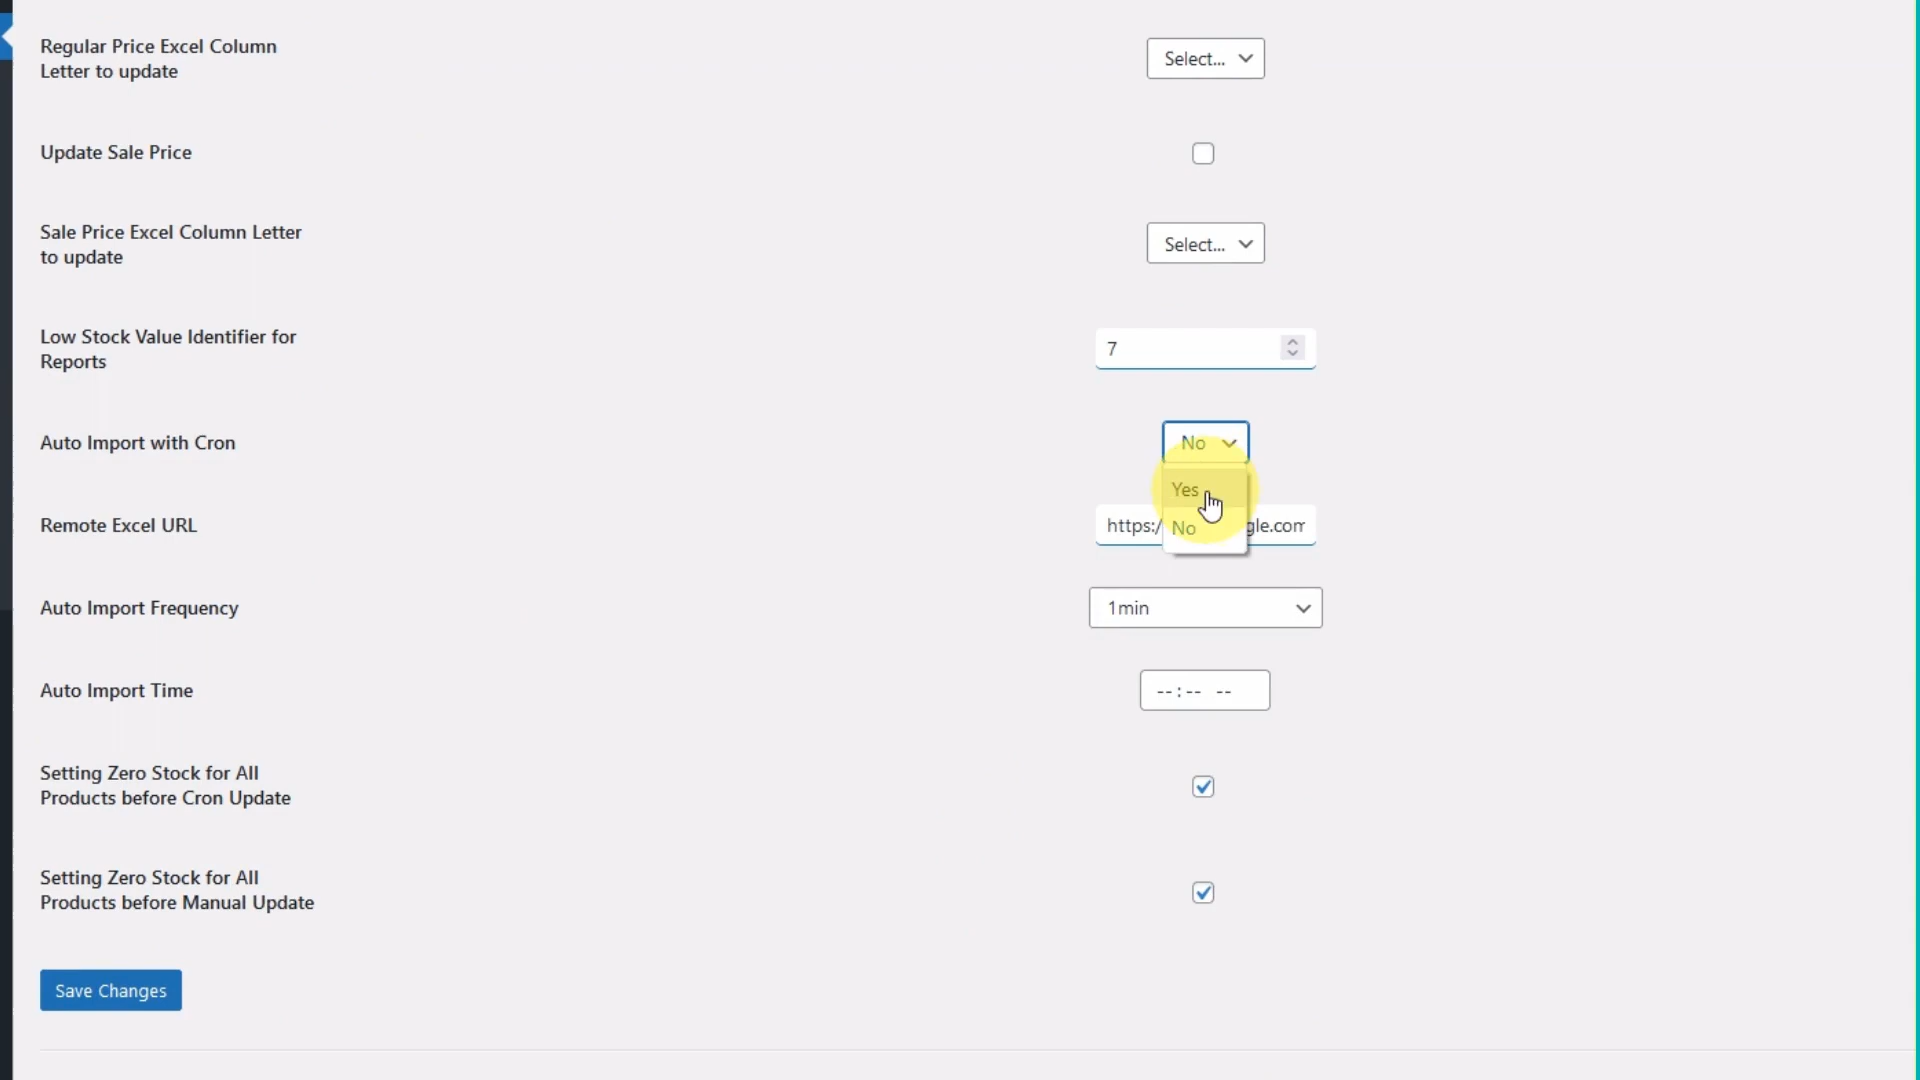 Regular Price Excel Column
Letter to update
Select...
Update Sale Price
Sale Price Excel Column Letter
to update
Select...
Low Stock Value Identifier for
Reports
7
Auto Import with Cron
No
Yes
No
Remote Excel URL
https:/
gle.com
Auto Import Frequency
1min
Auto Import Time
--:-- --
Setting Zero Stock for All
Products before Cron Update
Setting Zero Stock for All
Products before Manual Update
Save Changes